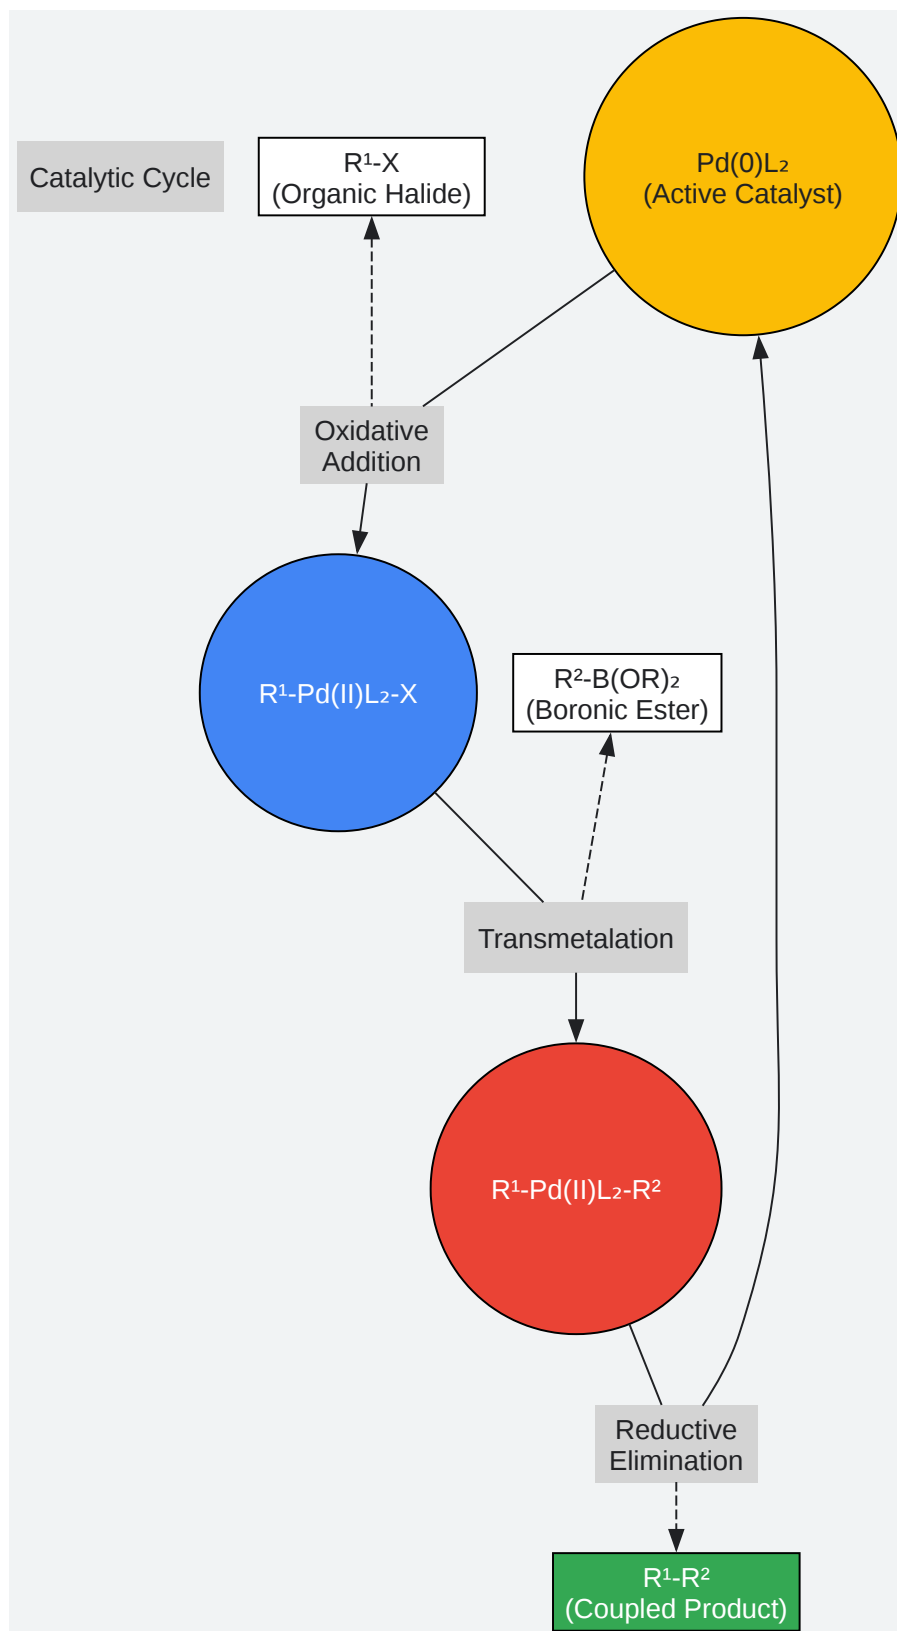 Catalytic Cycle
R¹-X
(Organic Halide)
Pd(0)L₂
(Active Catalyst)
Oxidative
Addition
R¹-Pd(II)L₂-X
R²-B(OR)₂
(Boronic Ester)
Transmetalation
R¹-Pd(II)L₂-R²
Reductive
Elimination
R¹-R²
(Coupled Product)